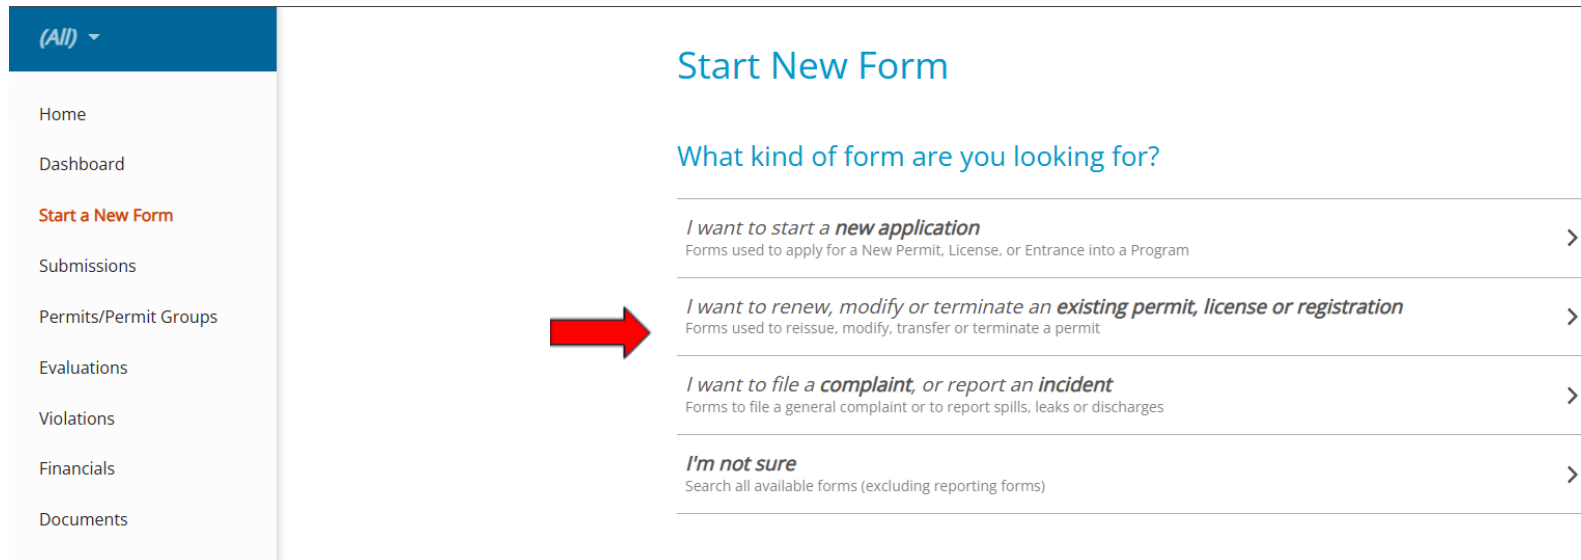 (All)
Home
Dashboard
Start a New Form
Submissions
Permits/Permit Groups
Evaluations
Violations
Financials
Documents
Start New Form
What kind of form are you looking for?
I want to start a new application
Forms used to apply for a New Permit, License, or Entrance into a Program
I want to renew, modify or terminate an existing permit, license or registration
Forms used to reissue, modify, transfer or terminate a permit
I want to file a complaint, or report an incident
Forms to file a general complaint or to report spills, leaks or discharges
I'm not sure
Search all available forms (excluding reporting forms)